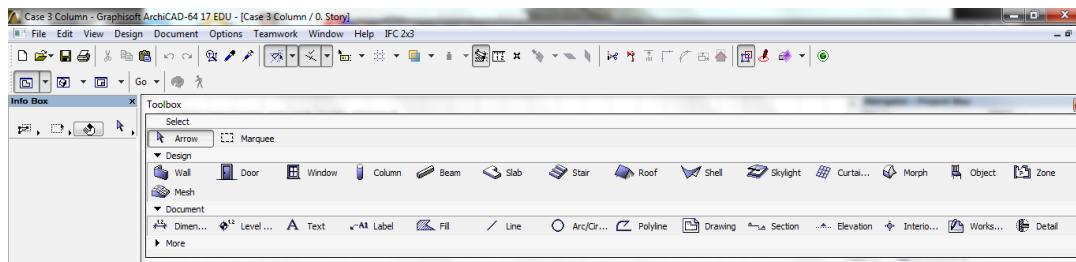 Case 3 Column - Graphisoft ArchiCAD-64 17 EDU - [Case 3 Column / 0. Story]
File Edit View Design Document Options Teamwork Window Help IFC 2x3
Go
Info Box
Toolbox
Select
Arrow Marquee
Design
Wall Door Window Column Beam Slab Stair Roof Shell Skylight Curtai... Morph Object Zone
Mesh
Document
Dimen... Level ... Text Label Fill Line Arc/Cir... Polyline Drawing Section Elevation Interio... Works... Detail
More